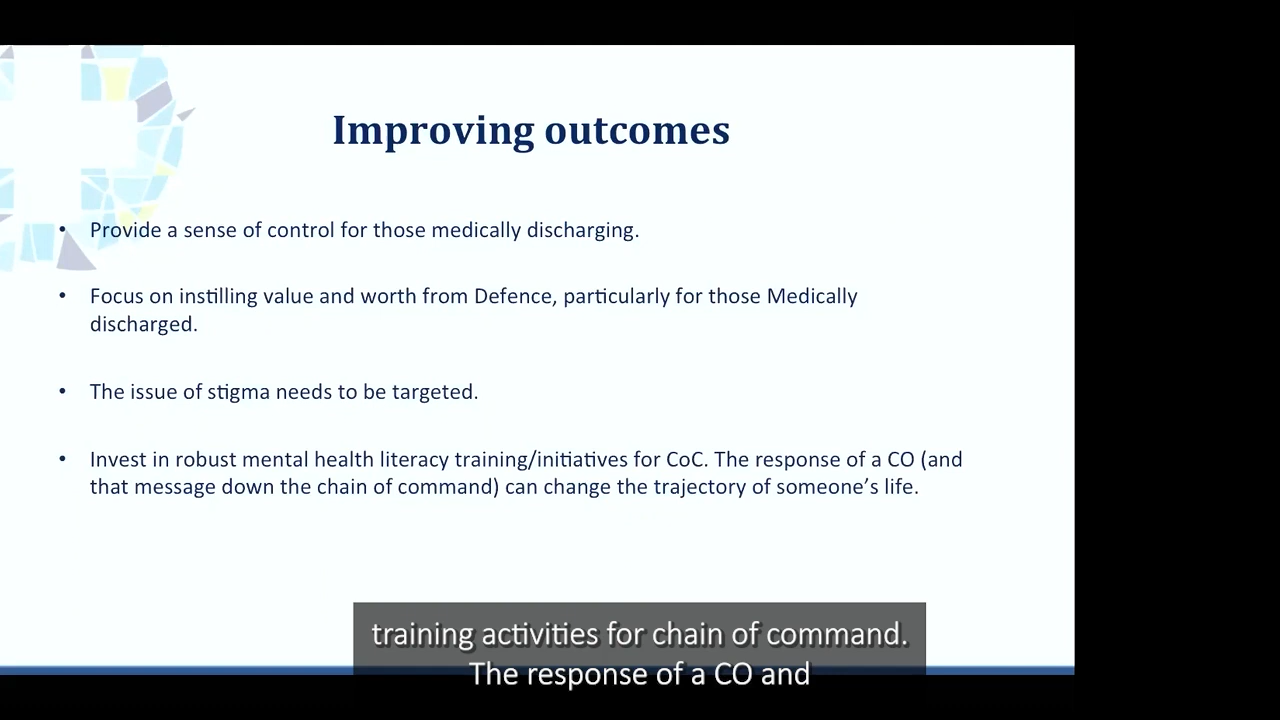 Improving outcomes
• Provide a sense of control for those medically discharging.
• Focus on instilling value and worth from Defence, particularly for those Medically
discharged.
• The issue of stigma needs to be targeted.
• Invest in robust mental health literacy training/initiatives for CoC. The response of a CO (and
that message down the chain of command) can change the trajectory of someone’s life.
training activities for chain of command.
The response of a CO and